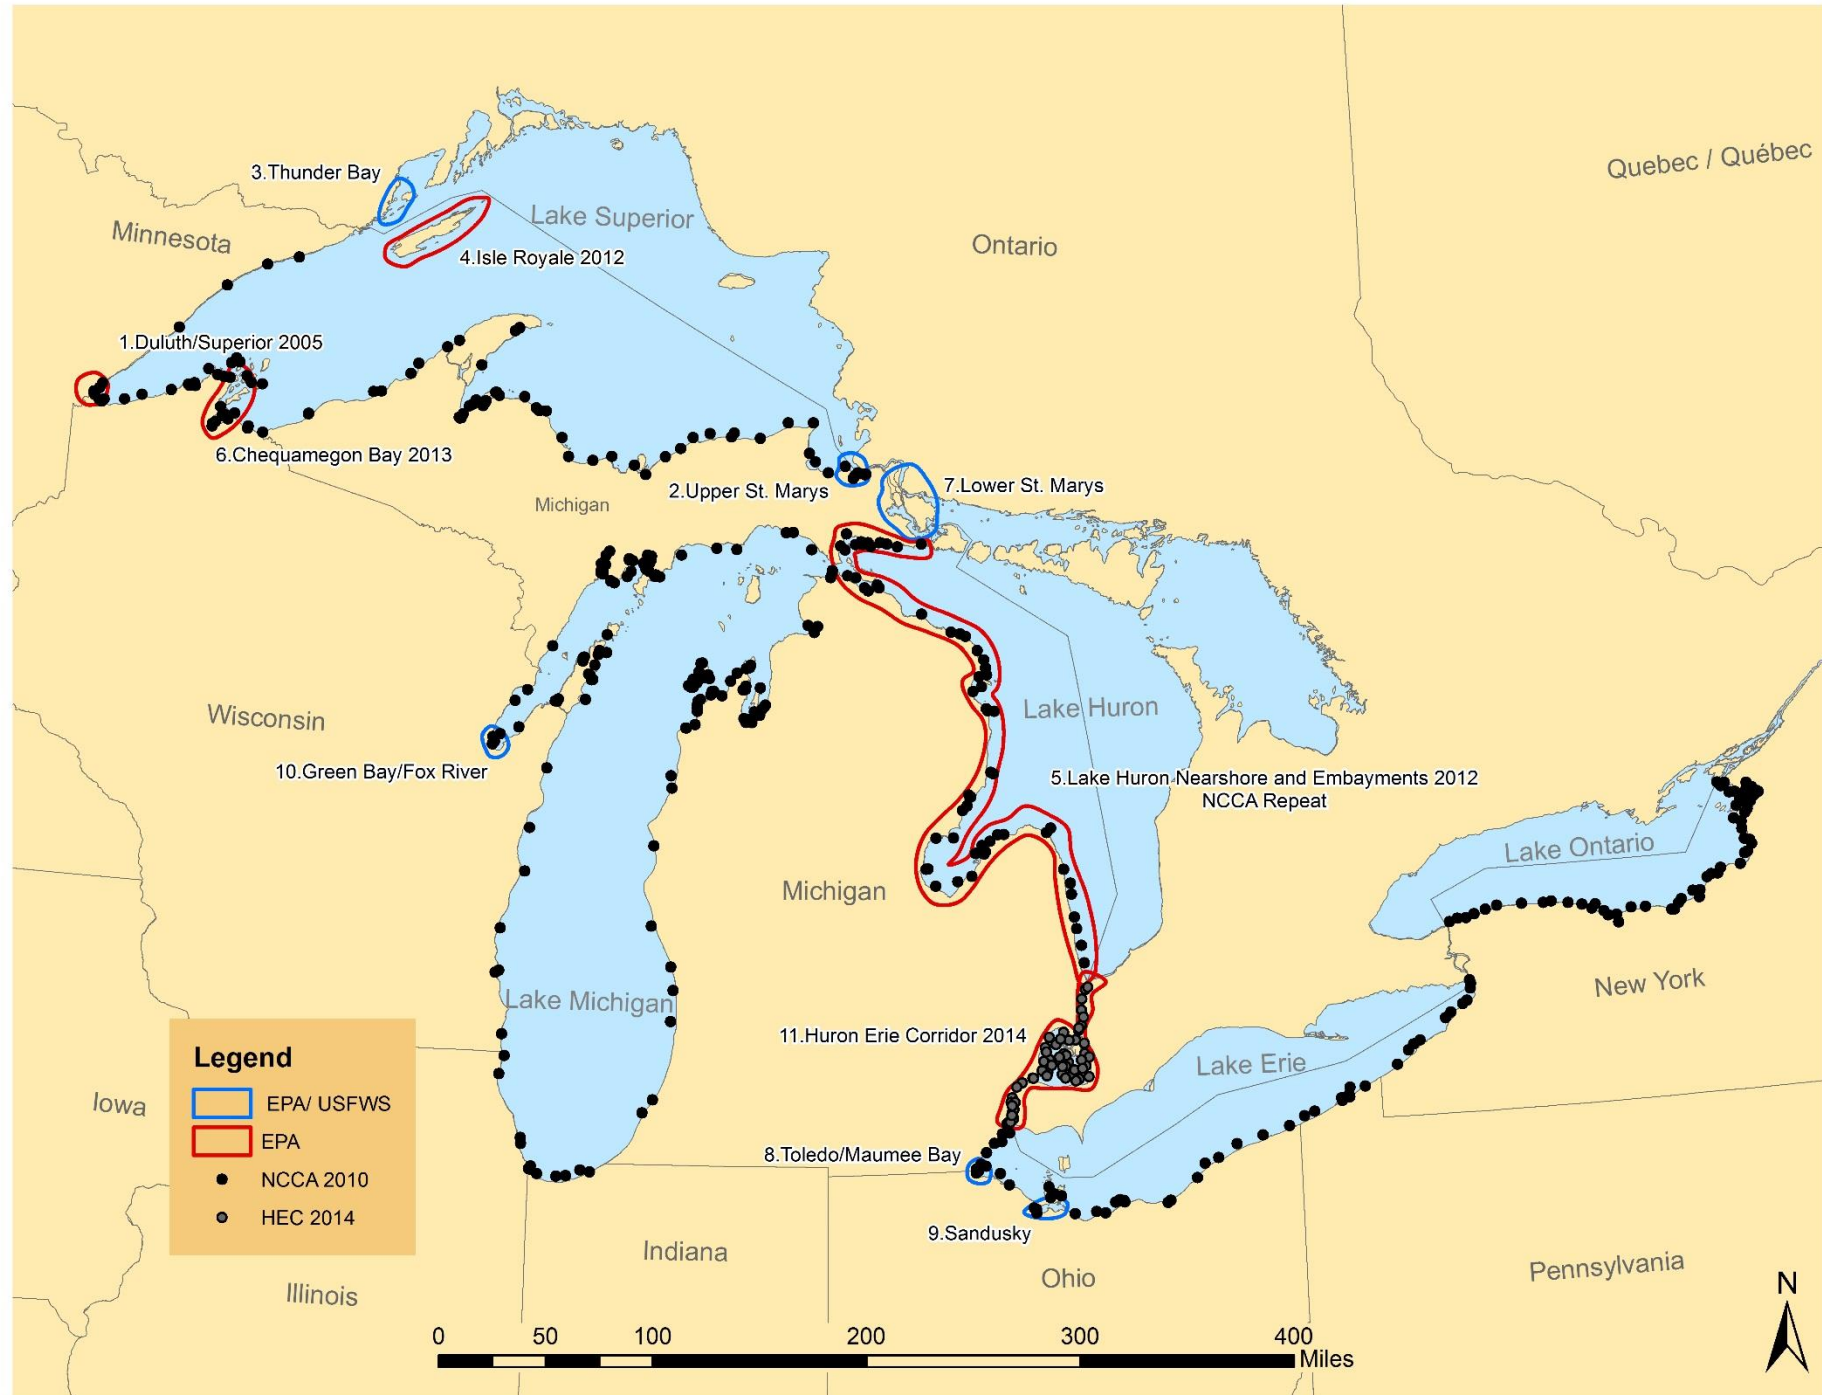 Quebec / Québec
3.Thunder Bay
Minnesota
Lake Superior
Ontario
4.Isle Royale 2012
1.Duluth/Superior 2005
6.Chequamegon Bay 2013
Michigan
2.Upper St. Marys
7.Lower St. Marys
Wisconsin
Lake Huron
10.Green Bay/Fox River
5.Lake Huron Nearshore and Embayments 2012
NCCA Repeat
Lake Ontario
Michigan
New York
Lake Michigan
11.Huron Erie Corridor 2014
Lake Erie
Iowa
8.Toledo/Maumee Bay
9.Sandusky
Indiana
Ohio
Pennsylvania
Illinois
Legend
EPA/ USFWS
EPA
NCCA 2010
HEC 2014
N
0 50 100 200 300 400
Miles